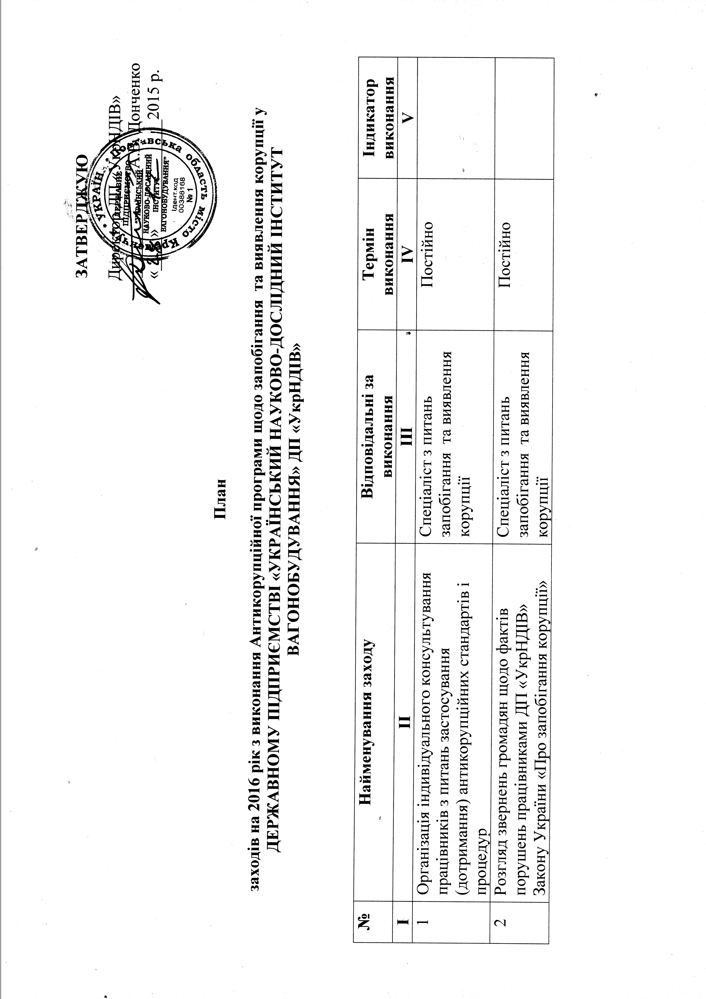 ЗАТВЕРДЖУЮ
Директор ДП «УкрНДІВ»
А.В. Донченко
« » 2015 р.
* УКРАЇНА * Полтавська область місто Кременчук
ДЕРЖАВНЕ
ПІДПРИЄМСТВО
"УКРАЇНСЬКИЙ
НАУКОВО-ДОСЛІДНИЙ
ІНСТИТУТ
ВАГОНОБУДУВАННЯ"
Ідент.код
00388168
№ 1
План
заходів на 2016 рік з виконання Антикорупційної програми щодо запобігання та виявлення корупції у
ДЕРЖАВНОМУ ПІДПРИЄМСТВІ «УКРАЇНСЬКИЙ НАУКОВО-ДОСЛІДНИЙ ІНСТИТУТ
ВАГОНОБУДУВАННЯ» ДП «УкрНДІВ»
№ Найменування заходу Відповідальні за виконання Термін виконання Індикатор виконання
I II III IV V
1 Організація індивідуального консультування
працівників з питань застосування
(дотримання) антикорупційних стандартів і
процедур
Спеціаліст з питань
запобігання та виявлення
корупції
Постійно
2 Розгляд звернень громадян щодо фактів
порушень працівниками ДП «УкрНДІВ»
Закону України «Про запобігання корупції»
Спеціаліст з питань
запобігання та виявлення
корупції
Постійно